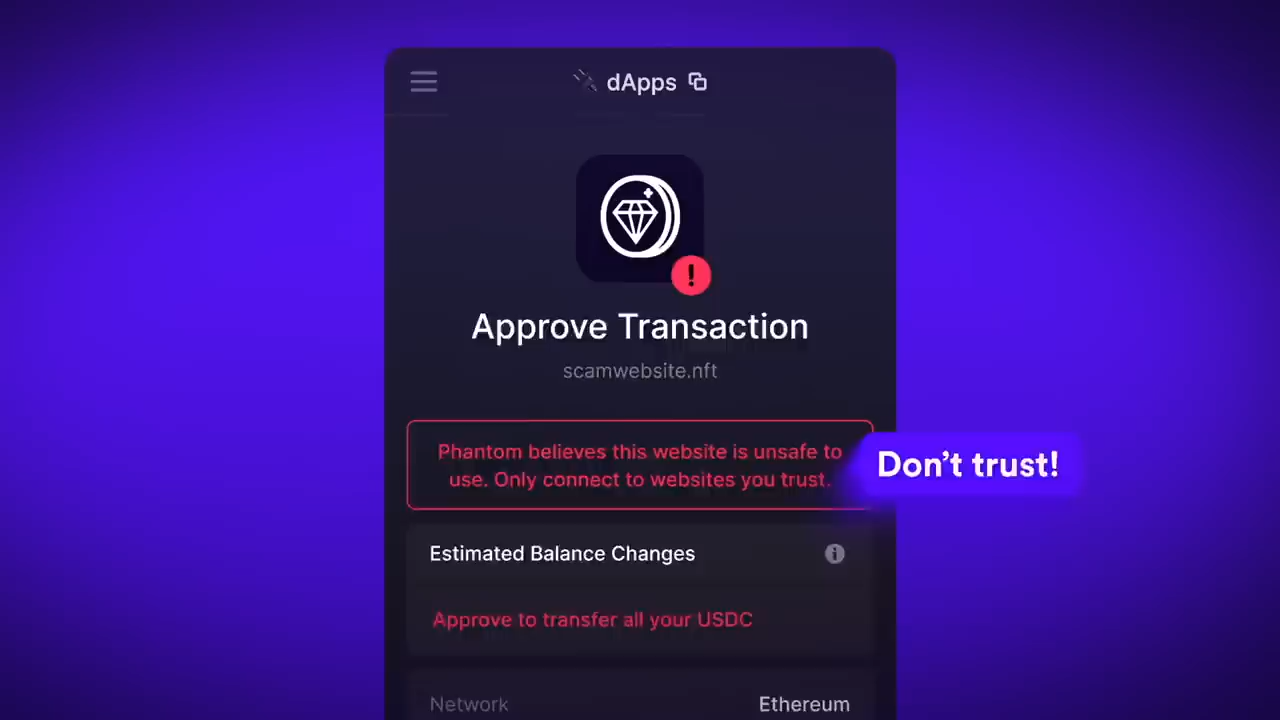 dApps
Approve Transaction
scamwebsite.nft
Phantom believes this website is unsafe to
use. Only connect to websites you trust.
Don't trust!
Estimated Balance Changes
Approve to transfer all your USDC
Network Ethereum